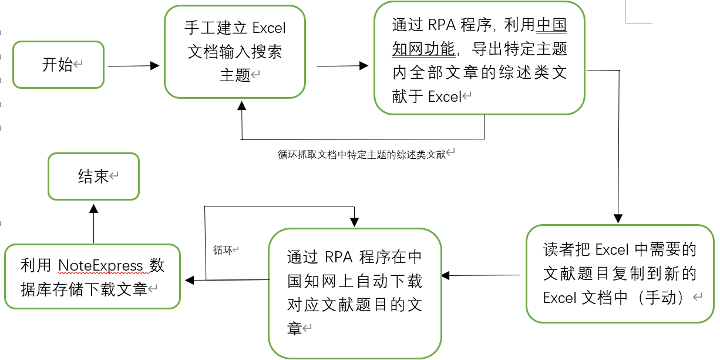 开始
手工建立 Excel
文档输入搜索
主题
通过 RPA 程序，利用中国
知网功能，导出特定主题
内全部文章的综述类文
献于 Excel
循环抓取文档中特定主题的综述类文献
结束
循环
利用 NoteExpress 数
据库存储下载文章
通过 RPA 程序在中
国知网上自动下载
对应文献题目的文
章
读者把 Excel 中需要的
文献题目复制到新的
Excel 文档中（手动）